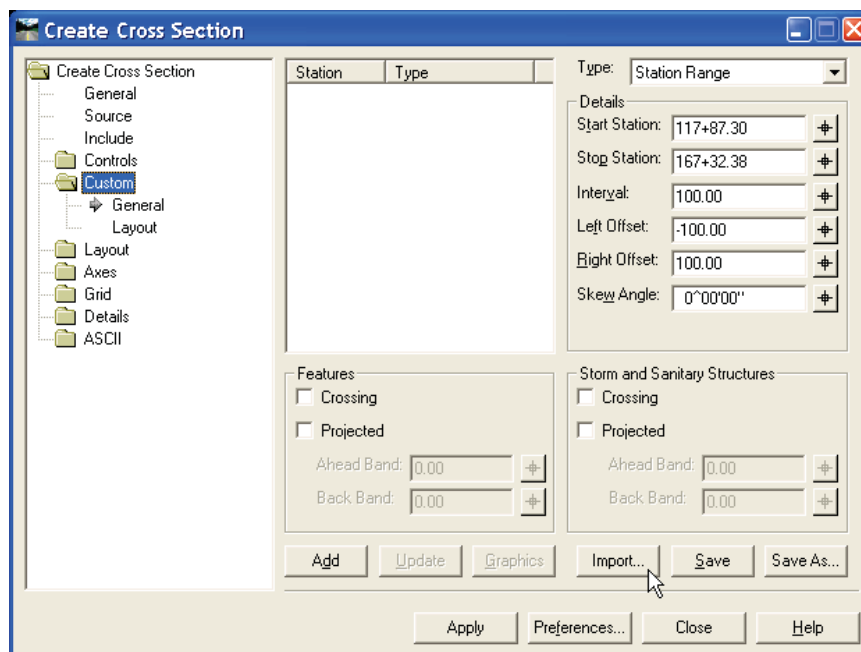 Create Cross Section
Create Cross Section
General
Source
Include
Controls
Custom
General
Layout
Layout
Axes
Grid
Details
ASCII
Station Type
Type: Station Range
Details
Start Station: 117+87.30
Stop Station: 167+32.38
Interval: 100.00
Left Offset: -100.00
Right Offset: 100.00
Skew Angle: 0^00'00"
Features
Crossing
Projected
Ahead Band: 0.00
Back Band: 0.00
Storm and Sanitary Structures
Crossing
Projected
Ahead Band: 0.00
Back Band: 0.00
Add Update Graphics Import... Save Save As...
Apply Preferences... Close Help